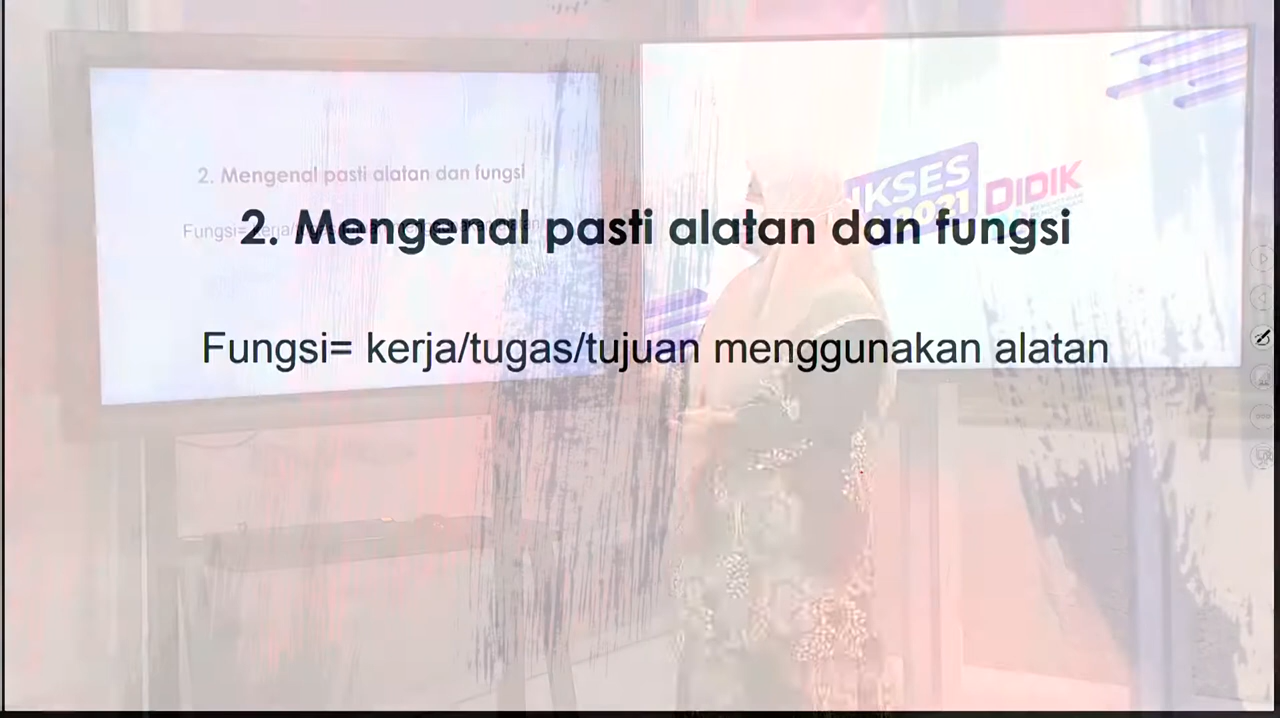 2. Mengenal pasti alatan dan fungsi
Fungsi= kerja/tugas/tujuan menggunakan alatan
2. Mengenal pasti alatan dan fungsi
Fungsi=
KSES
2021
DIDIK